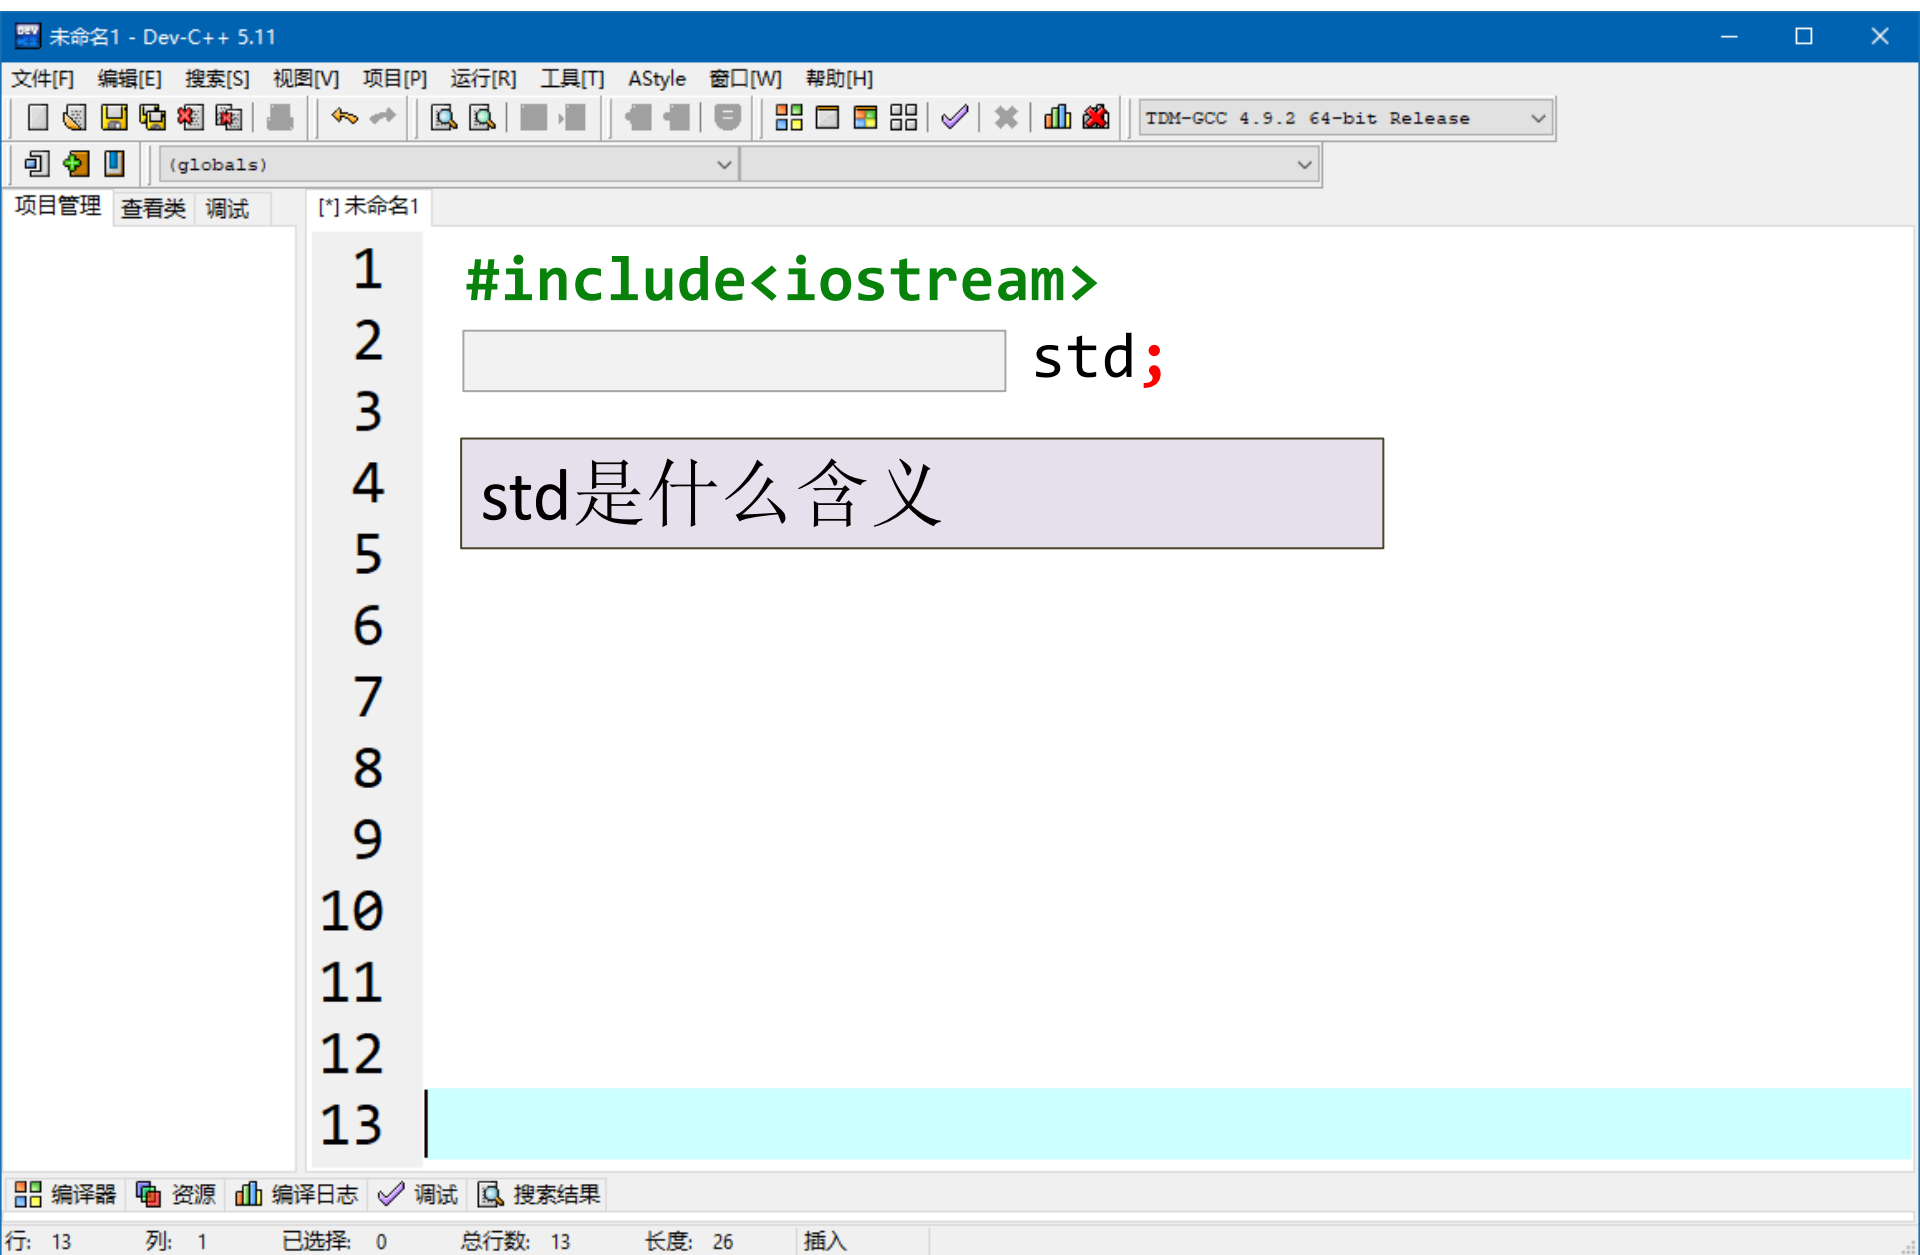 未命名1 - Dev-C++ 5.11
文件[F] 编辑[E] 搜索[S] 视图[V] 项目[P] 运行[R] 工具[T] AStyle 窗口[W] 帮助[H]
TDM-GCC 4.9.2 64-bit Release
(globals)
项目管理 查看类 调试 [*] 未命名1
1 #include<iostream>
2 std;
3
4 std是什么含义
5
6
7
8
9
10
11
12
13
编译器 资源 编译日志 调试 搜索结果
行: 13 列: 1 已选择: 0 总行数: 13 长度: 26 插入